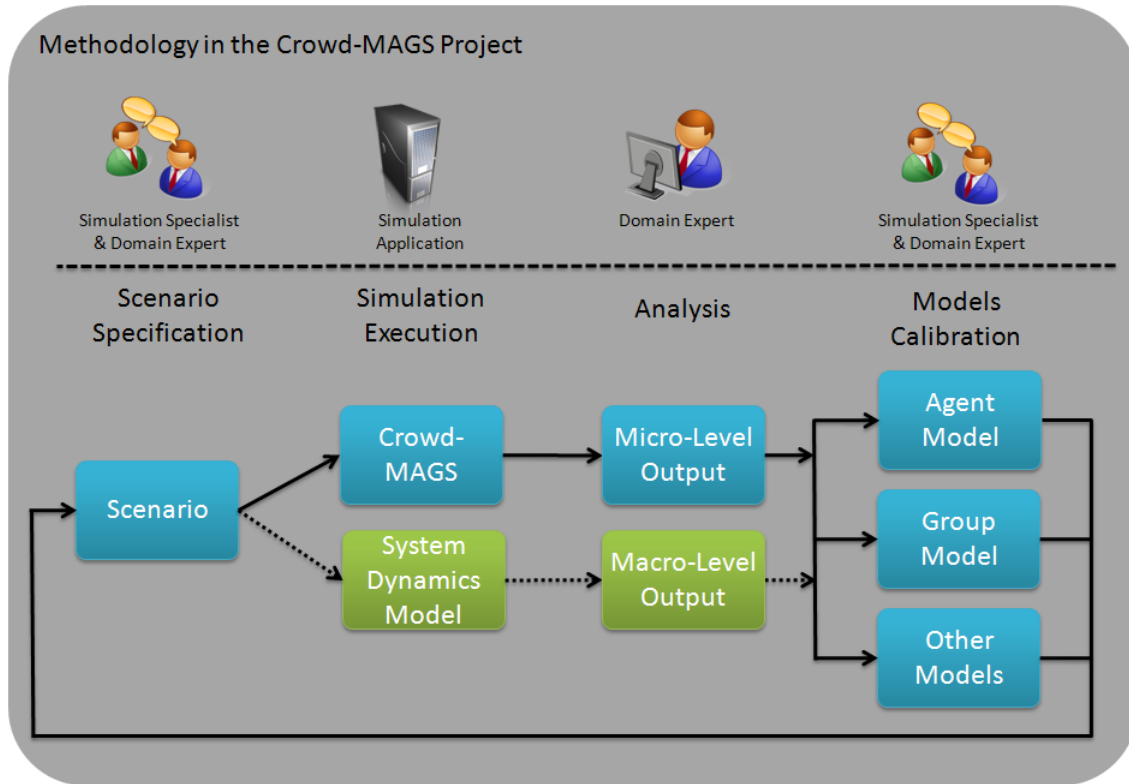 Methodology in the Crowd-MAGS Project
Simulation Specialist
& Domain Expert
Simulation
Application
Domain Expert
Simulation Specialist
& Domain Expert
Scenario
Specification
Simulation
Execution
Analysis
Models
Calibration
Scenario
Crowd-
MAGS
System
Dynamics
Model
Micro-Level
Output
Macro-Level
Output
Agent
Model
Group
Model
Other
Models